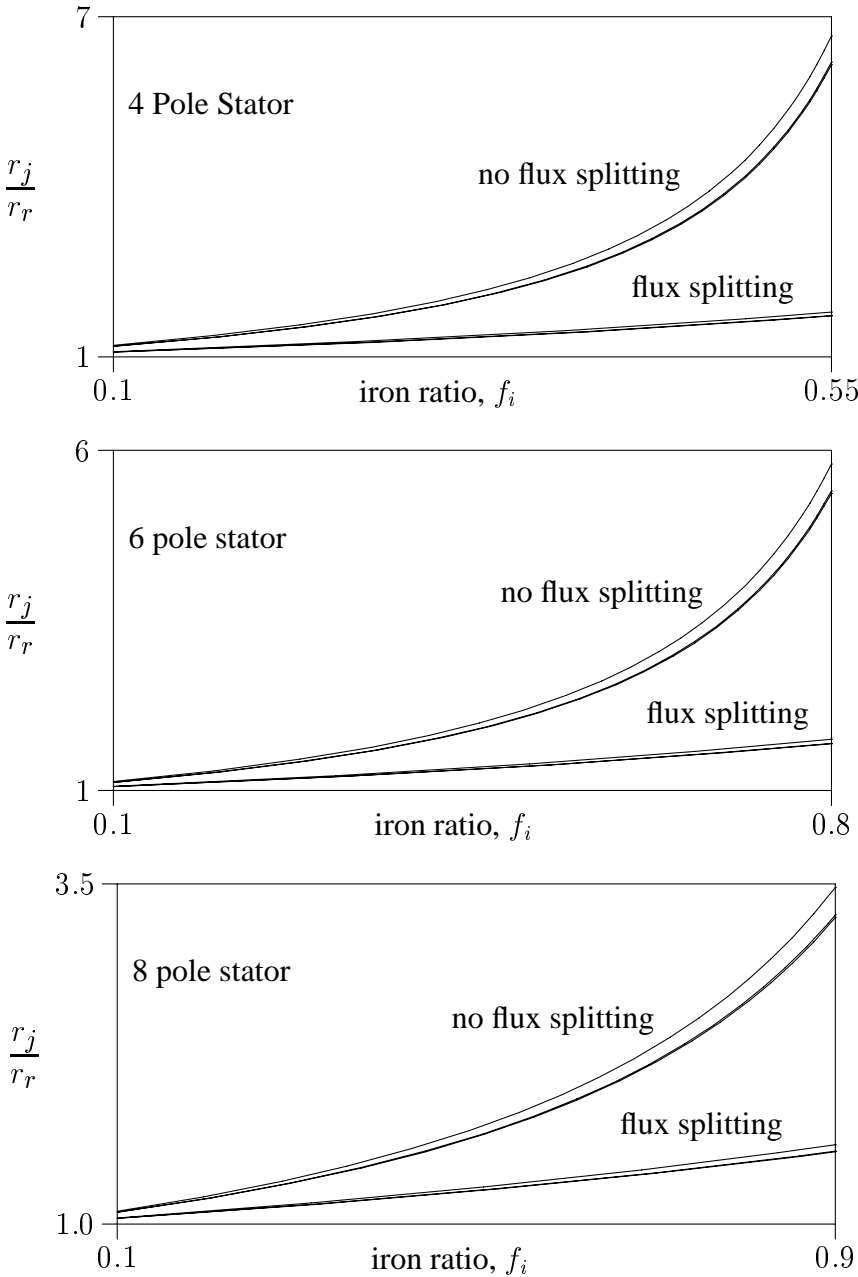 7
4 Pole Stator
no flux splitting
r_j
r_r
flux splitting
1
0.1
iron ratio, f_i
0.55
6
6 pole stator
no flux splitting
r_j
r_r
flux splitting
1
0.1
iron ratio, f_i
0.8
3.5
8 pole stator
no flux splitting
r_j
r_r
flux splitting
1.0
0.1
iron ratio, f_i
0.9